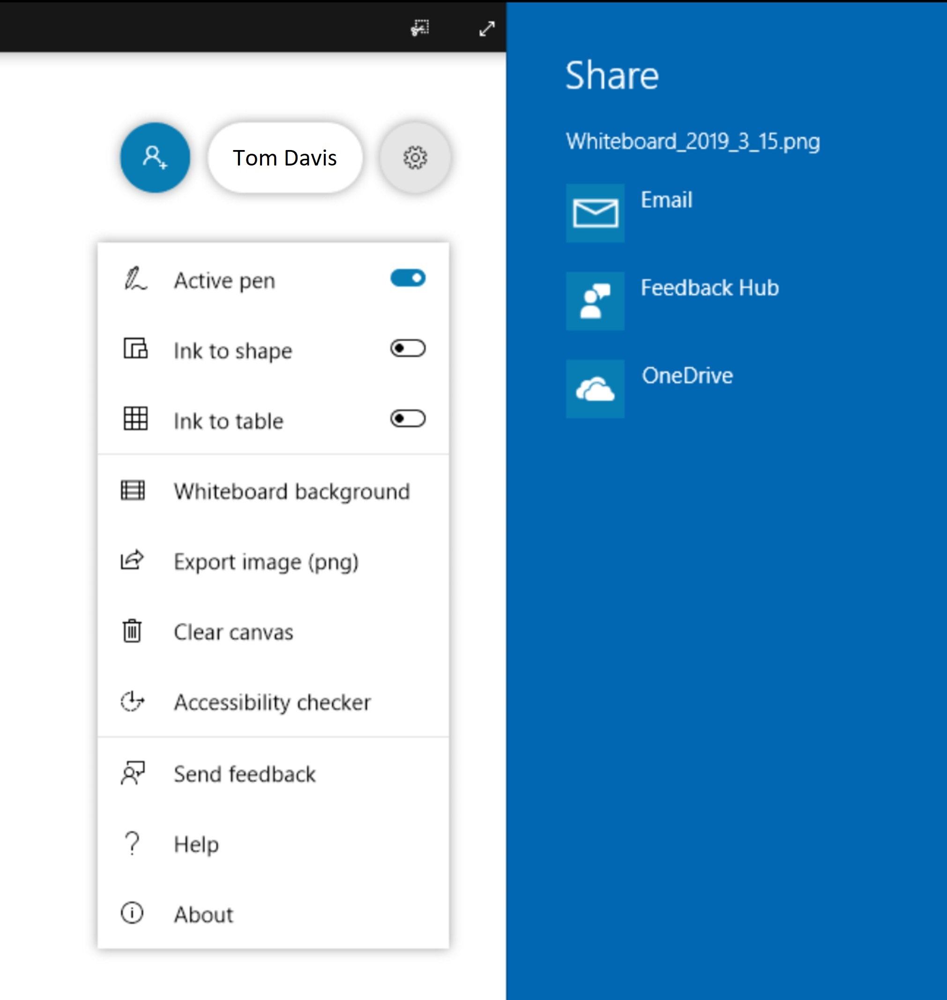 Tom Davis
Active pen
Ink to shape
Ink to table
Whiteboard background
Export image (png)
Clear canvas
Accessibility checker
Send feedback
Help
About
Share
Whiteboard_2019_3_15.png
Email
Feedback Hub
OneDrive